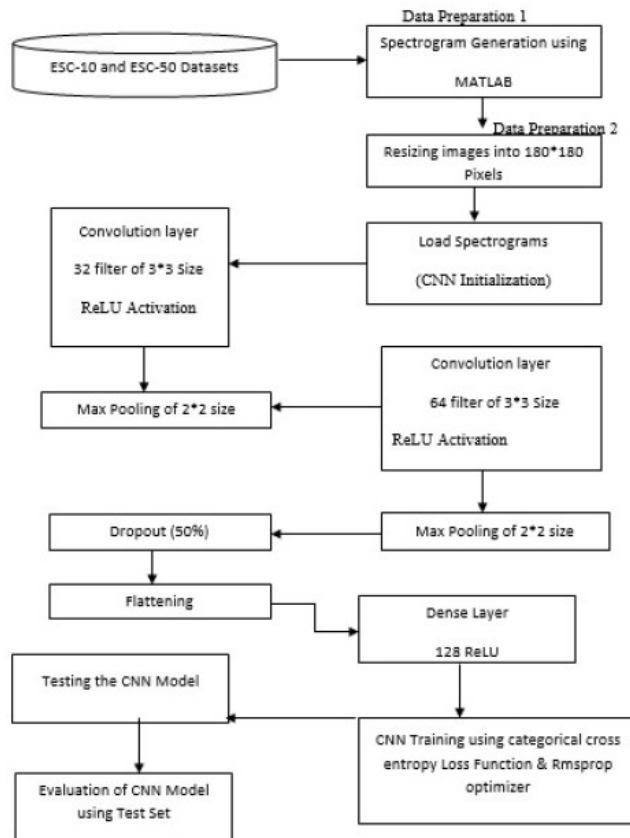 Data Preparation 1
ESC-10 and ESC-50 Datasets
Spectrogram Generation using
MATLAB
Data Preparation 2
Resizing images into 180*180
Pixels
Load Spectrograms
(CNN Initialization)
Convolution layer
32 filter of 3*3 Size
ReLU Activation
Max Pooling of 2*2 size
Convolution layer
64 filter of 3*3 Size
ReLU Activation
Max Pooling of 2*2 size
Dropout (50%)
Flattening
Dense Layer
128 ReLU
CNN Training using categorical cross
entropy Loss Function & Rmsprop
optimizer
Testing the CNN Model
Evaluation of CNN Model
using Test Set